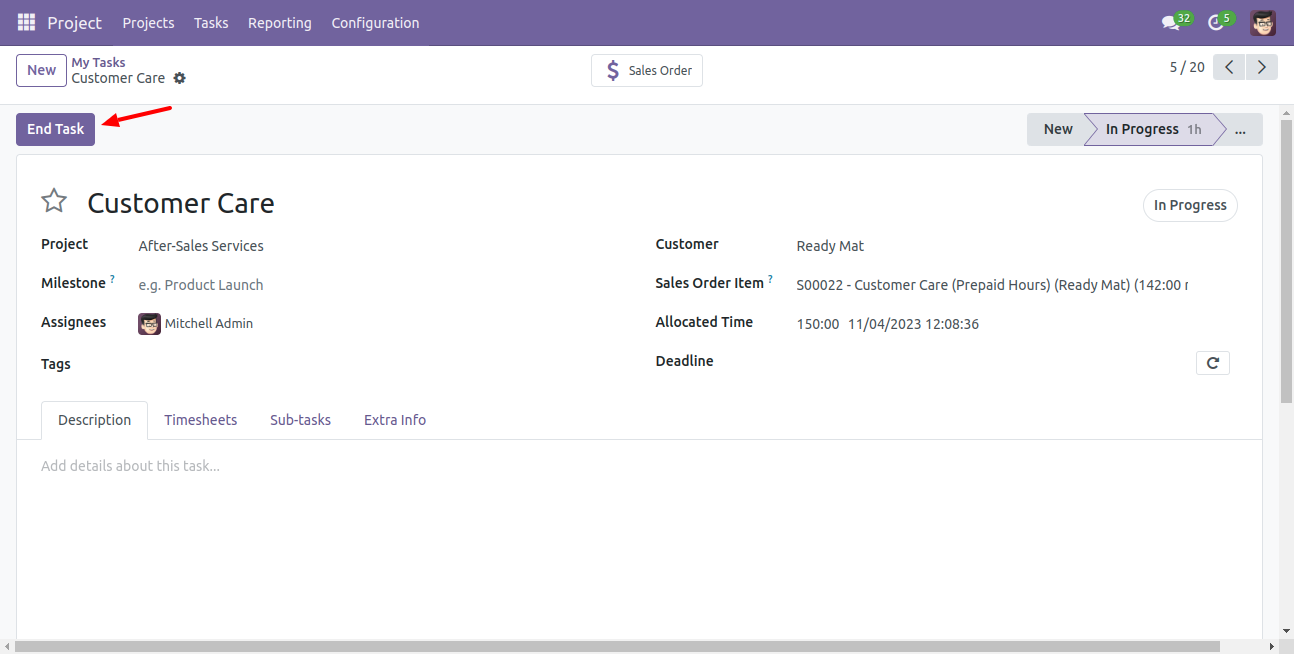 Project Projects Tasks Reporting Configuration 32 5
New My Tasks
Customer Care
Sales Order
5 / 20
End Task
New In Progress 1h ...
Customer Care
In Progress
Project After-Sales Services
Customer Ready Mat
Milestone ? e.g. Product Launch
Sales Order Item ? S00022 - Customer Care (Prepaid Hours) (Ready Mat) (142:00 r
Assignees Mitchell Admin
Allocated Time 150:00 11/04/2023 12:08:36
Tags
Deadline
Description Timesheets Sub-tasks Extra Info
Add details about this task...